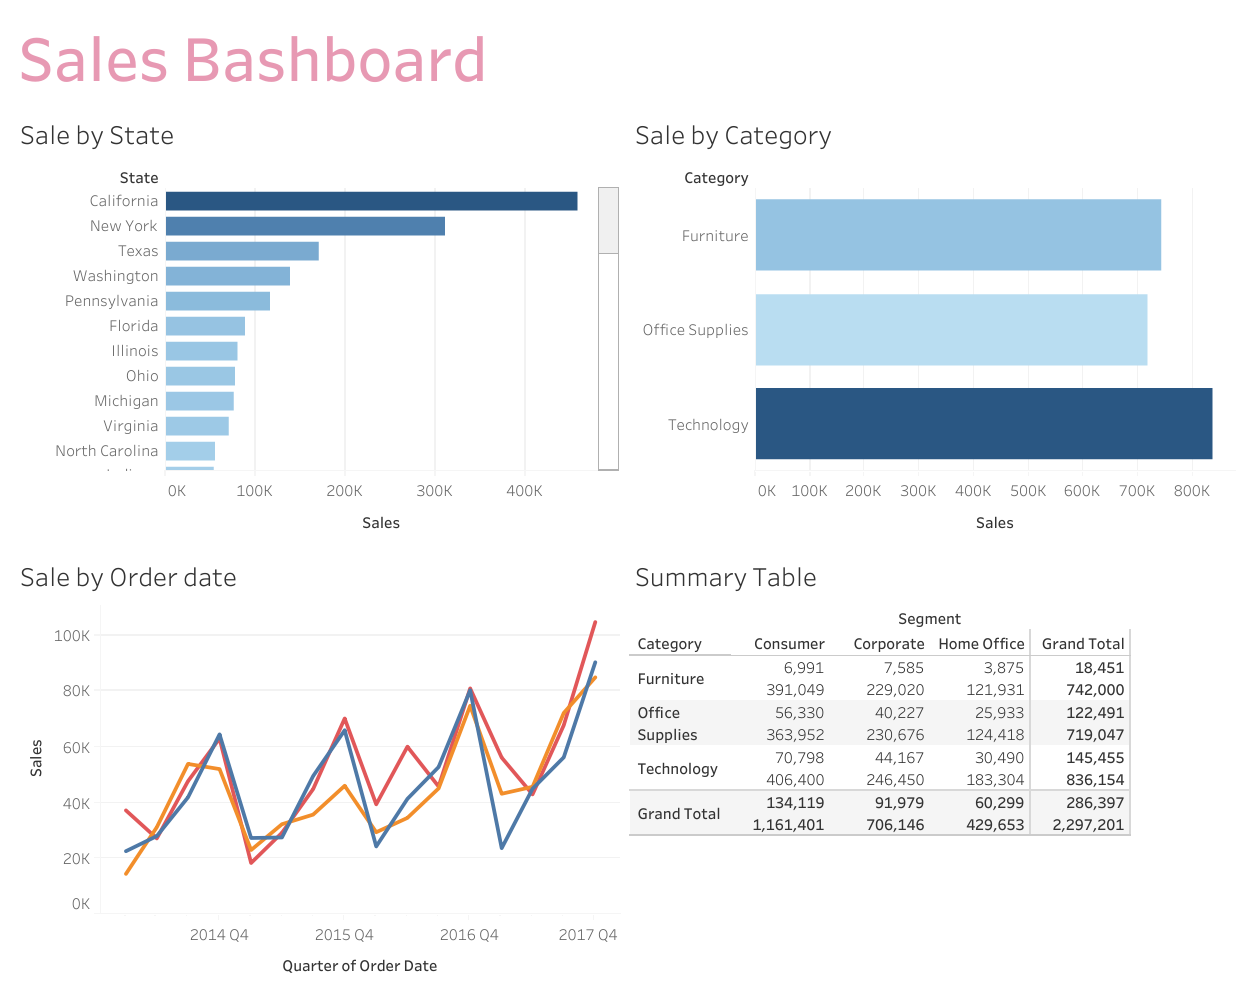 Sales Bashboard
Sale by State
State
California
New York
Texas
Washington
Pennsylvania
Florida
Illinois
Ohio
Michigan
Virginia
North Carolina
0K 100K 200K 300K 400K
Sales
Sale by Category
Category
Furniture
Office Supplies
Technology
0K 100K 200K 300K 400K 500K 600K 700K 800K
Sales
Sale by Order date
100K
80K
60K
40K
20K
0K
Sales
2014 Q4 2015 Q4 2016 Q4 2017 Q4
Quarter of Order Date
Summary Table
Segment
Category Consumer Corporate Home Office Grand Total
Furniture
6,991 7,585 3,875 18,451
391,049 229,020 121,931 742,000
Office 56,330 40,227 25,933 122,491
Supplies 363,952 230,676 124,418 719,047
Technology
70,798 44,167 30,490 145,455
406,400 246,450 183,304 836,154
Grand Total
134,119 91,979 60,299 286,397
1,161,401 706,146 429,653 2,297,201